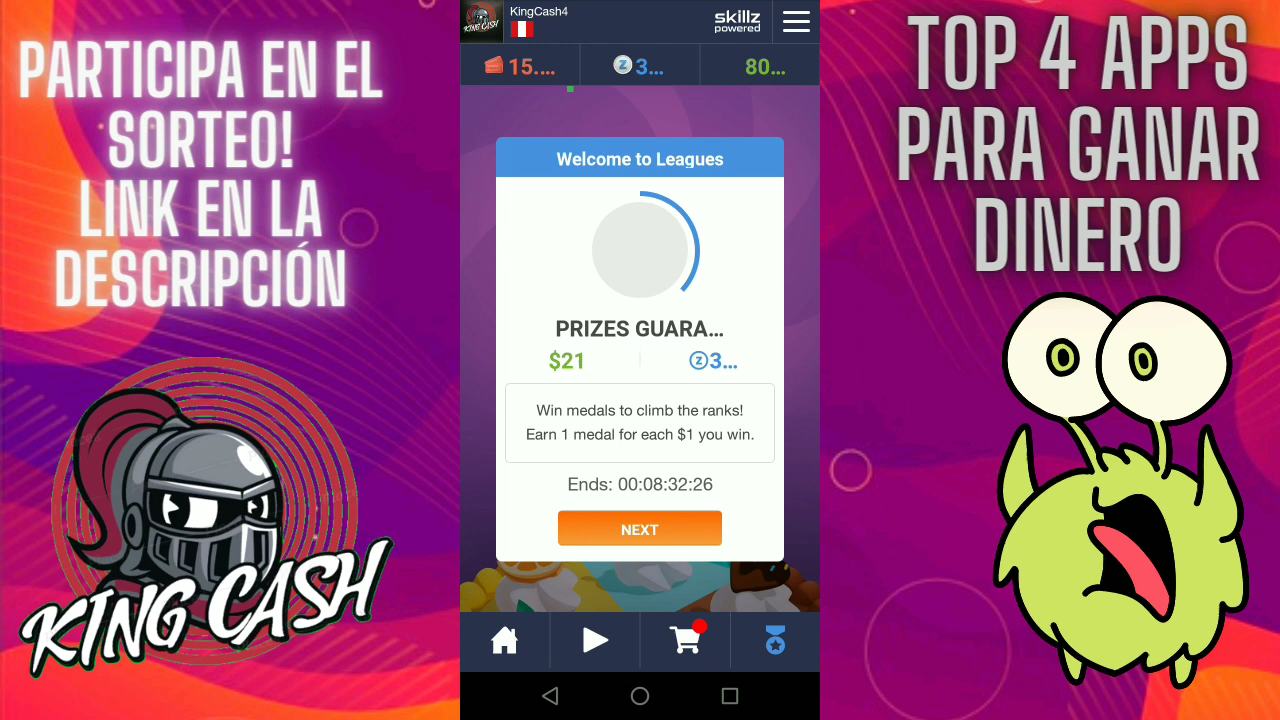 PARTICIPA EN EL
SORTEO!
LINK EN LA
DESCRIPCIÓN
KING CASH
KING CASH
KingCash4
skillz
powered
15.…
Z 3…
80…
Welcome to Leagues
PRIZES GUARA…
$21
Z 3…
Win medals to climb the ranks!
Earn 1 medal for each $1 you win.
Ends: 00:08:32:26
NEXT
TOP 4 APPS
PARA GANAR
DINERO